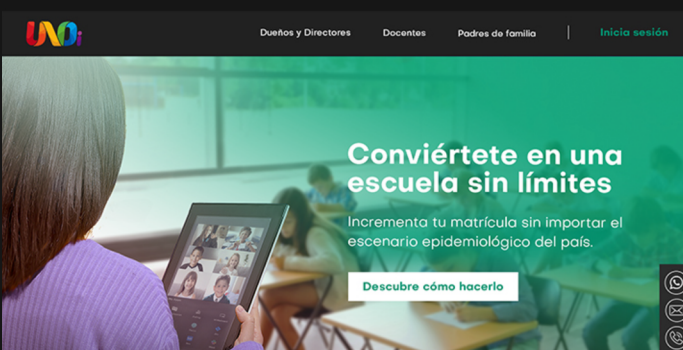 UNOi
Dueños y Directores
Docentes
Padres de familia
Inicia sesión
Conviértete en una
escuela sin límites
Incrementa tu matrícula sin importar el
escenario epidemiológico del país.
Descubre cómo hacerlo